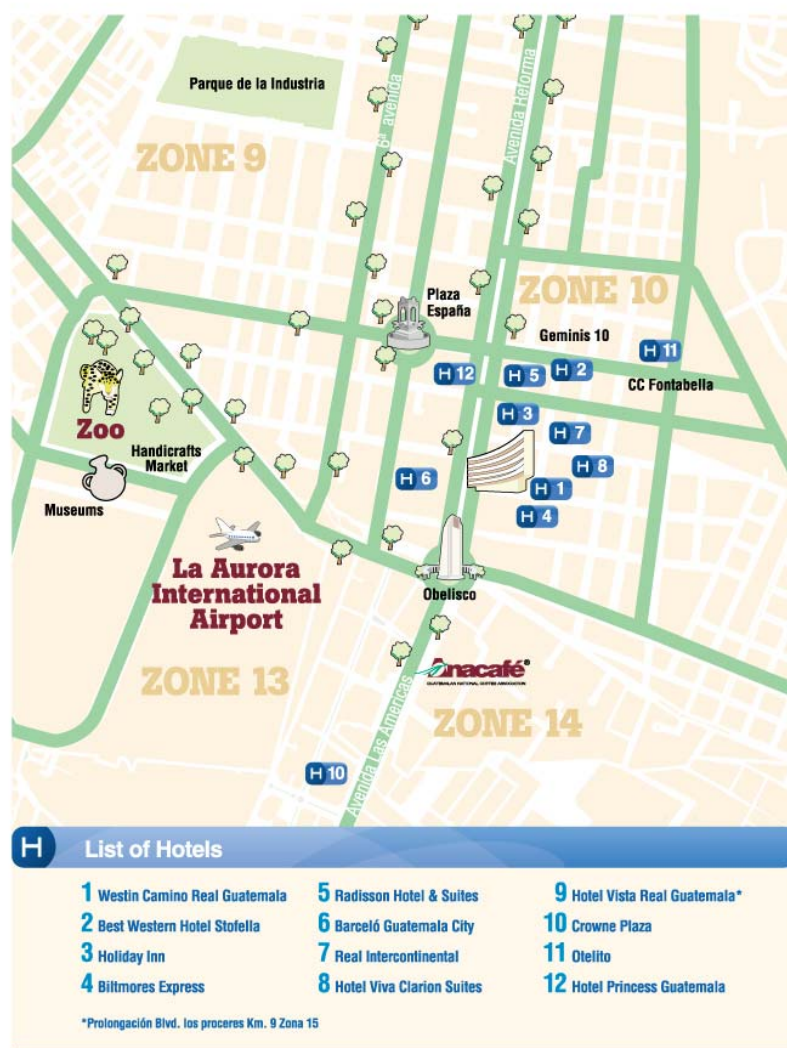 Parque de la Industria
6ª avenida
Avenida Reforma
ZONE 9
ZONE 10
Plaza
España
Geminis 10
H 11
H 12
H 5
H 2
CC Fontabella
H 3
H 7
Zoo
Handicrafts
Market
H 6
H 8
H 1
Museums
H 4
La Aurora
International
Airport
Obelisco
Anacafé®
GUATEMALAN NATIONAL COFFEE ASSOCIATION
ZONE 13
ZONE 14
Avenida Las Americas
H 10
H List of Hotels
1 Westin Camino Real Guatemala
2 Best Western Hotel Stofella
3 Holiday Inn
4 Biltmores Express
5 Radisson Hotel & Suites
6 Barceló Guatemala City
7 Real Intercontinental
8 Hotel Viva Clarion Suites
9 Hotel Vista Real Guatemala*
10 Crowne Plaza
11 Otelito
12 Hotel Princess Guatemala
*Prolongación Blvd. los proceres Km. 9 Zona 15